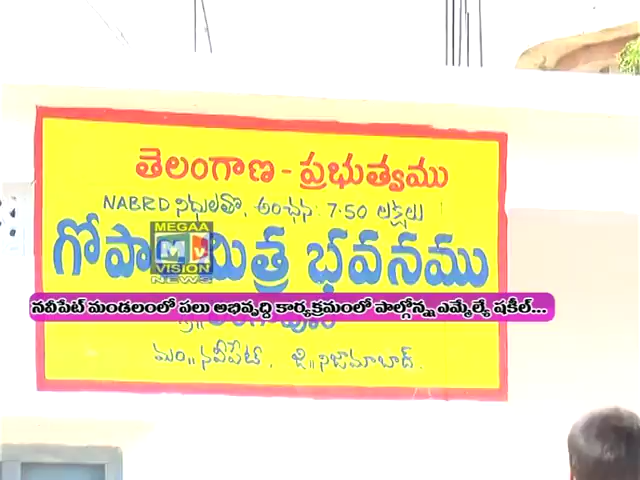 తెలంగాణ - ప్రభుత్వము
NABRD నిధులతో, అంచన: 7.50 లక్షలు
గోపాలమిత్ర భవనము
MEGAA
MV
VISION
NEWS
నవీపేట్ మండలంలో పలు అభివృద్ది కార్యక్రమంలో పాల్గోన్న ఎమ్మేల్యే షకీల్...
మం,, నవీపేట్, జి,, నిజామాబాద్.